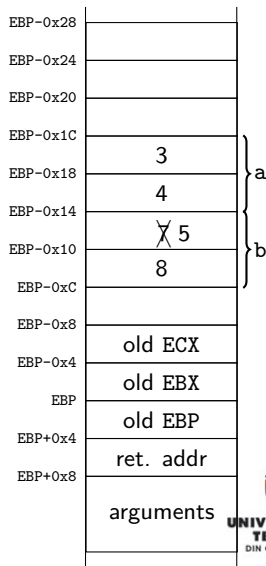 EBP-0x28
EBP-0x24
EBP-0x20
EBP-0x1C
3
EBP-0x18
a
4
EBP-0x14
7 5
EBP-0x10
b
8
EBP-0xC
EBP-0x8
old ECX
EBP-0x4
old EBX
EBP
old EBP
EBP+0x4
ret. addr
EBP+0x8
arguments
UNIV
TE
DIN